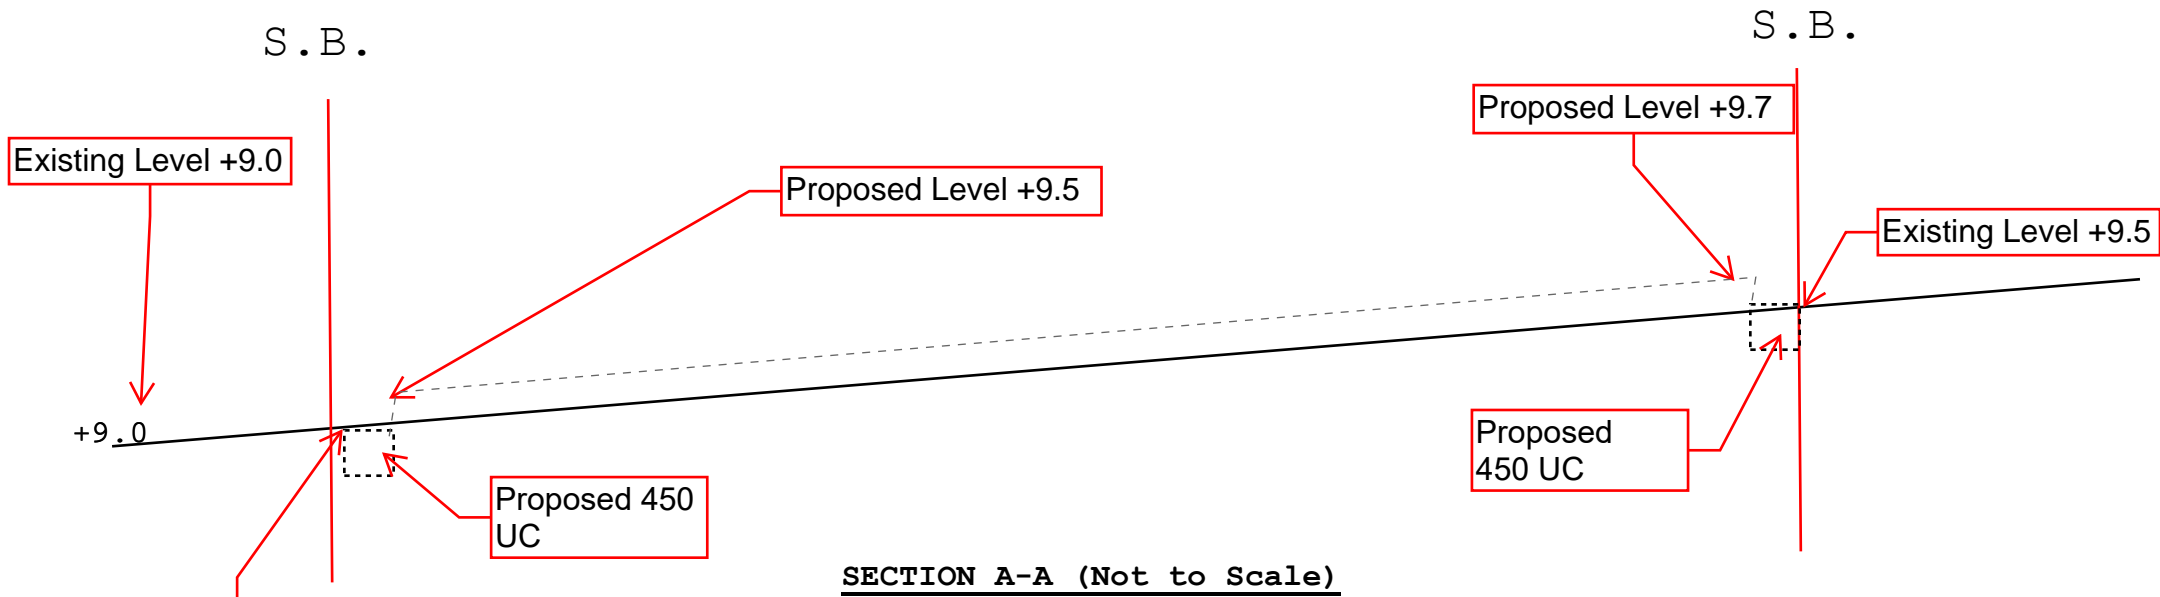 S.B.
S.B.
Proposed Level +9.7
Existing Level +9.0
Proposed Level +9.5
Existing Level +9.5
+9.0
Proposed
450 UC
Proposed 450
UC
SECTION A-A (Not to Scale)